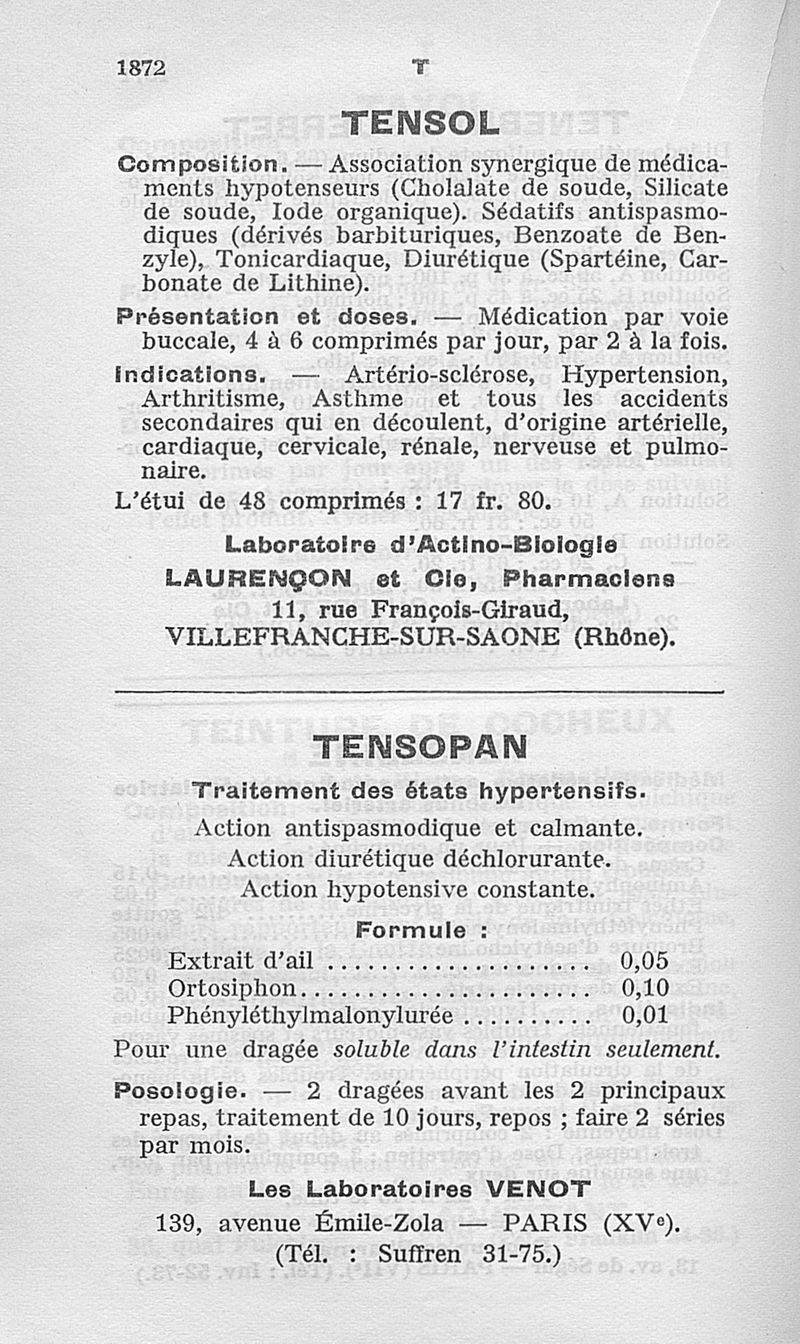 1872
T
TENSOL
Composition. — Association synergique de médica-
ments hypotenseurs (Cholalate de soude, Silicate
de soude, Iode organique). Sédatifs antispasmo-
diques (dérivés barbituriques, Benzoate de Ben-
zyle), Tonicardiaque, Diurétique (Spartéine, Car-
bonate de Lithine).
Présentation et doses. — Médication par voie
buccale, 4 à 6 comprimés par jour, par 2 à la fois.
Indications. — Artério-sclérose, Hypertension,
Arthritisme, Asthme et tous les accidents
secondaires qui en découlent, d'origine artérielle,
cardiaque, cervicale, rénale, nerveuse et pulmo-
naire.
L'étui de 48 comprimés : 17 fr. 80.
Laboratoire d'Actino-Biologie
LAURENÇON et Cie, Pharmaciens
11, rue François-Giraud,
VILLEFRANCHE-SUR-SAONE (Rhône).
TENSOPAN
Traitement des états hypertensifs.
Action antispasmodique et calmante.
Action diurétique déchlorurante.
Action hypotensive constante.
Formule :
Extrait d'ail .................... 0,05
Ortosiphon...................... 0,10
Phényléthylmalonylurée .......... 0,01
Pour une dragée soluble dans l'intestin seulement.
Posologie. — 2 dragées avant les 2 principaux
repas, traitement de 10 jours, repos ; faire 2 séries
par mois.
Les Laboratoires VENOT
139, avenue Émile-Zola — PARIS (XVe).
(Tél. : Suffren 31-75.)